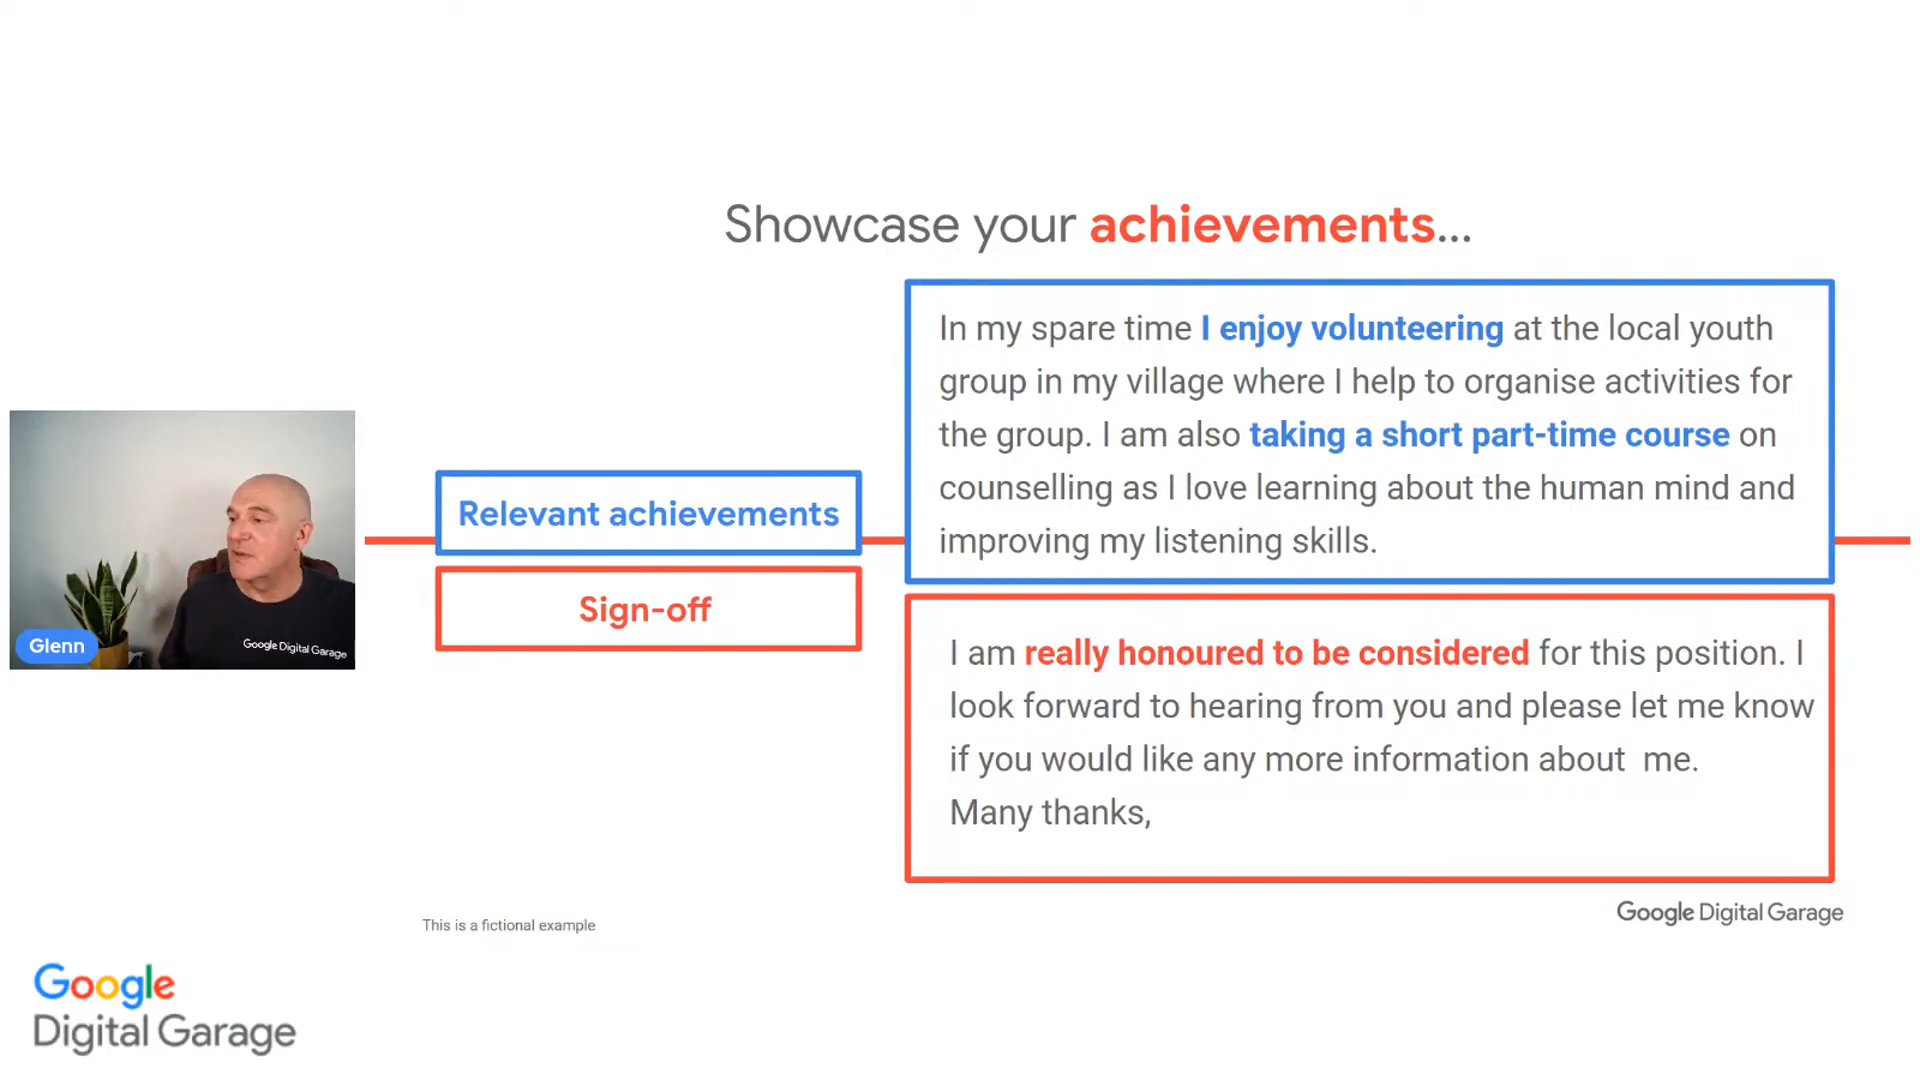 Showcase your achievements...
In my spare time I enjoy volunteering at the local youth
group in my village where I help to organise activities for
the group. I am also taking a short part-time course on
counselling as I love learning about the human mind and
improving my listening skills.
Relevant achievements
Sign-off
I am really honoured to be considered for this position. I
look forward to hearing from you and please let me know
if you would like any more information about  me.
Many thanks,
Glenn
Google Digital Garage
This is a fictional example
Google Digital Garage
Google
Digital Garage